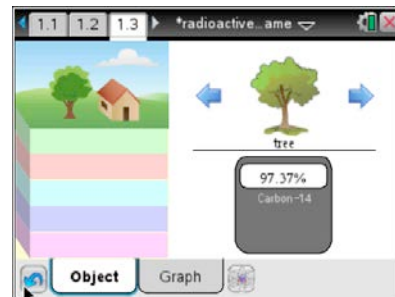 1.1 1.2 1.3 *radioactive...ame
tree
97.37%
Carbon-14
Object Graph